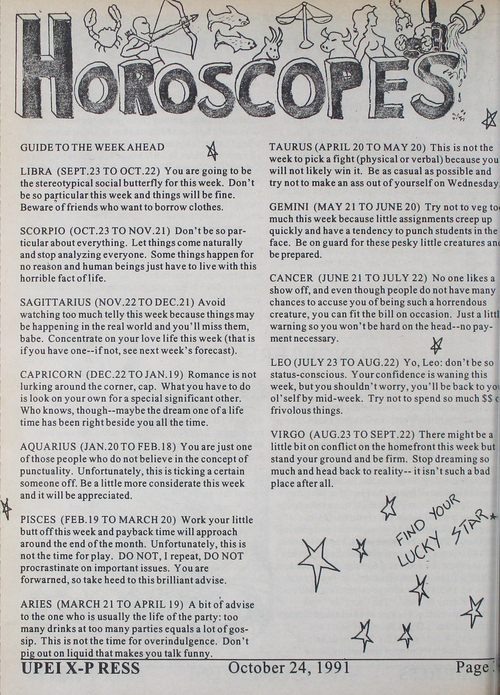 HOROSCOPES
GUIDE TO THE WEEK AHEAD
LIBRA (SEPT.23 TO OCT.22) You are going to be
the stereotypical social butterfly for this week. Don't
be so particular this week and things will be fine.
Beware of friends who want to borrow clothes.
SCORPIO (OCT.23 TO NOV.21) Don't be so par-
ticular about everything. Let things come naturally
and stop analyzing everyone. Some things happen for
no reason and human beings just have to live with this
horrible fact of life.
SAGITTARIUS (NOV.22 TO DEC.21) Avoid
watching too much telly this week because things may
be happening in the real world and you'll miss them,
babe. Concentrate on your love life this week (that is
if you have one--if not, see next week's forecast).
CAPRICORN (DEC.22 TO JAN.19) Romance is not
lurking around the corner, cap. What you have to do
is look on your own for a special significant other.
Who knows, though--maybe the dream one of a life
time has been right beside you all the time.
AQUARIUS (JAN.20 TO FEB.18) You are just one
of those people who do not believe in the concept of
punctuality. Unfortunately, this is ticking a certain
someone off. Be a little more considerate this week
and it will be appreciated.
PISCES (FEB.19 TO MARCH 20) Work your little
butt off this week and payback time will approach
around the end of the month. Unfortunately, this is
not the time for play. DO NOT, I repeat, DO NOT
procrastinate on important issues. You are
forwarned, so take heed to this brilliant advise.
ARIES (MARCH 21 TO APRIL 19) A bit of advise
to the one who is usually the life of the party: too
many drinks at too many parties equals a lot of gos-
sip. This is not the time for overindulgence. Don't
pig out on liquid that makes you talk funny.
TAURUS (APRIL 20 TO MAY 20) This is not the
week to pick a fight (physical or verbal) because you
will not likely win it. Be as casual as possible and
try not to make an ass out of yourself on Wednesday
GEMINI (MAY 21 TO JUNE 20) Try not to veg to
much this week because little assignments creep up
quickly and have a tendency to punch students in the
face. Be on guard for these pesky little creatures an
be prepared.
CANCER (JUNE 21 TO JULY 22) No one likes a
show off, and even though people do not have many
chances to accuse you of being such a horrendous
creature, you can fit the bill on occasion. Just a littl
warning so you won't be hard on the head--no pay-
ment necessary.
LEO (JULY 23 TO AUG.22) Yo, Leo: don't be so
status-conscious. Your confidence is waning this
week, but you shouldn't worry, you'll be back to yo
ol'self by mid-week. Try not to spend so much $$
frivolous things.
VIRGO (AUG.23 TO SEPT.22) There might be a
little bit on conflict on the homefront this week but
stand your ground and be firm. Stop dreaming so
much and head back to reality-- it isn't such a bad
place after all.
FIND YOUR
LUCKY STAR
UPEI X-PRESS October 24, 1991 Page